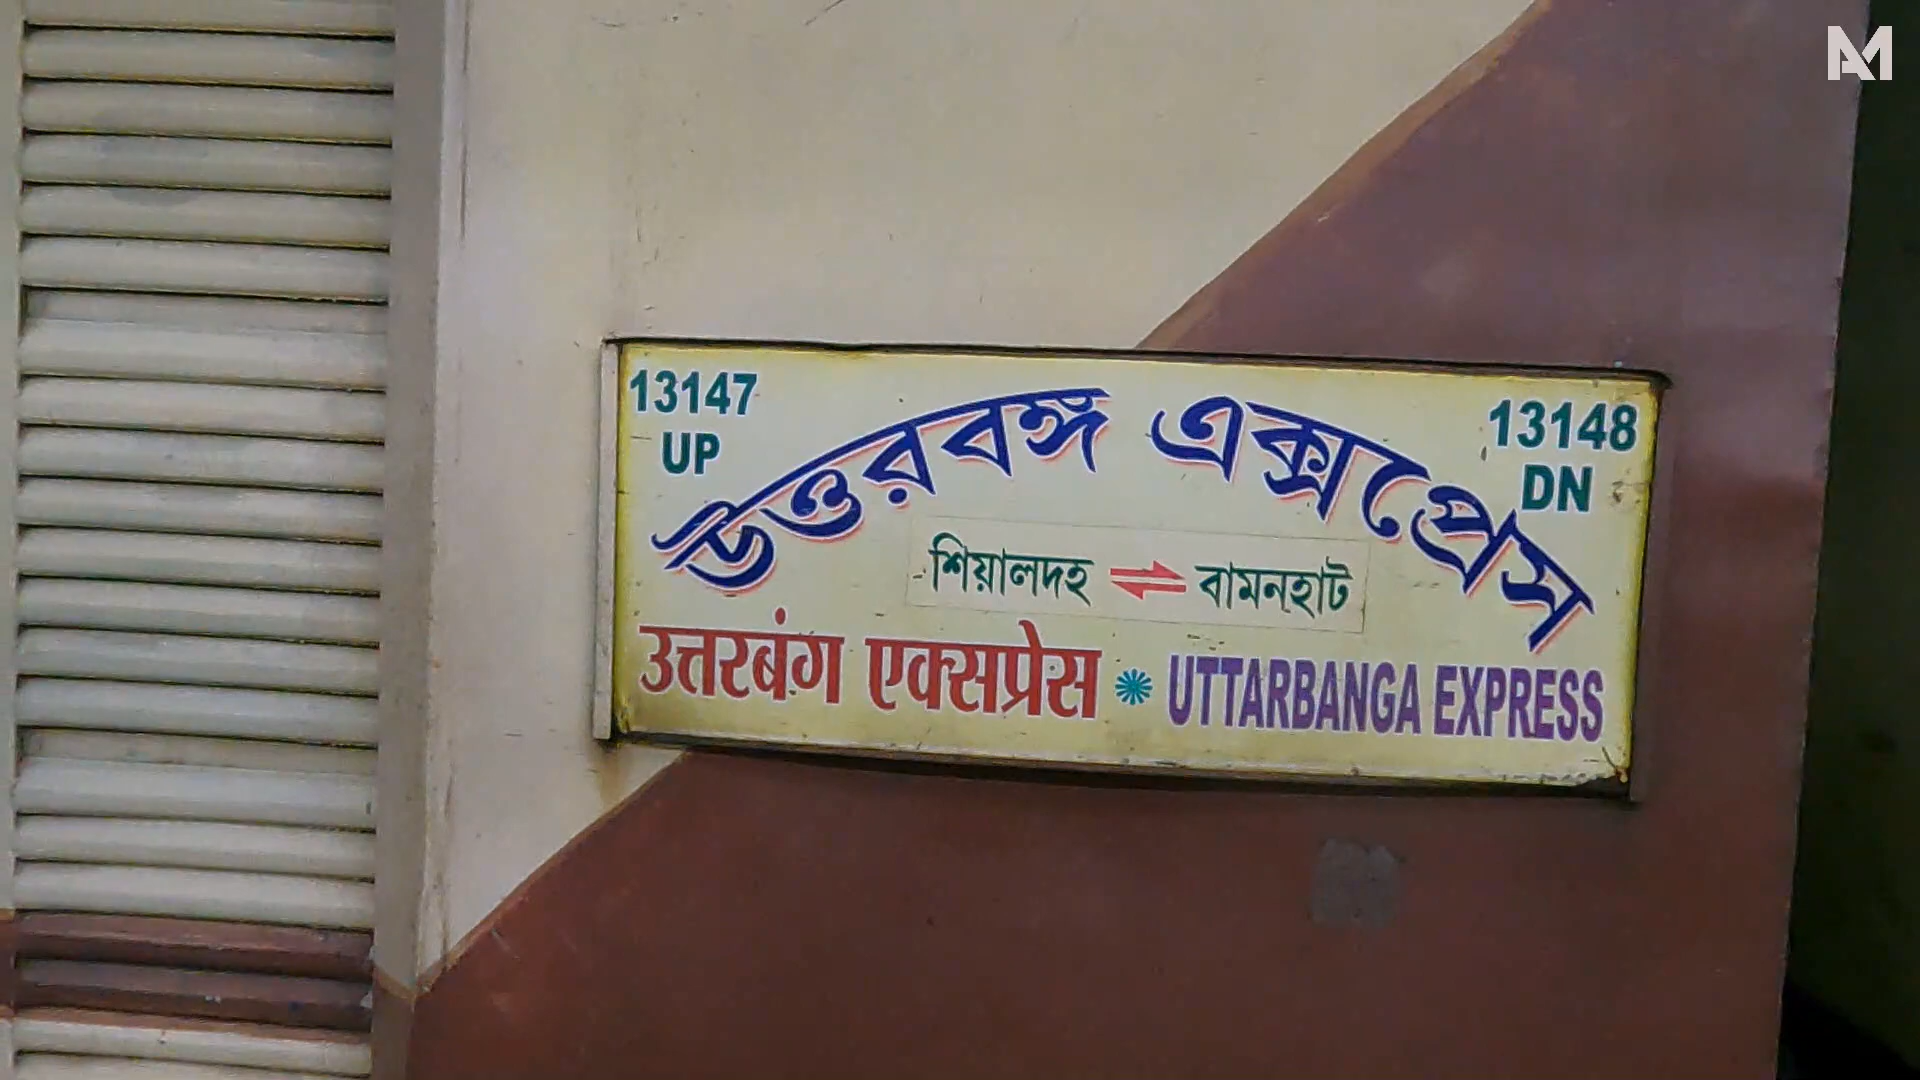 13147
UP
উত্তরবঙ্গ এক্সপ্রেস
13148
DN
শিয়ালদহ ⇌ বামনহাট
उत्तरबंग एक्सप्रेस * UTTARBANGA EXPRESS